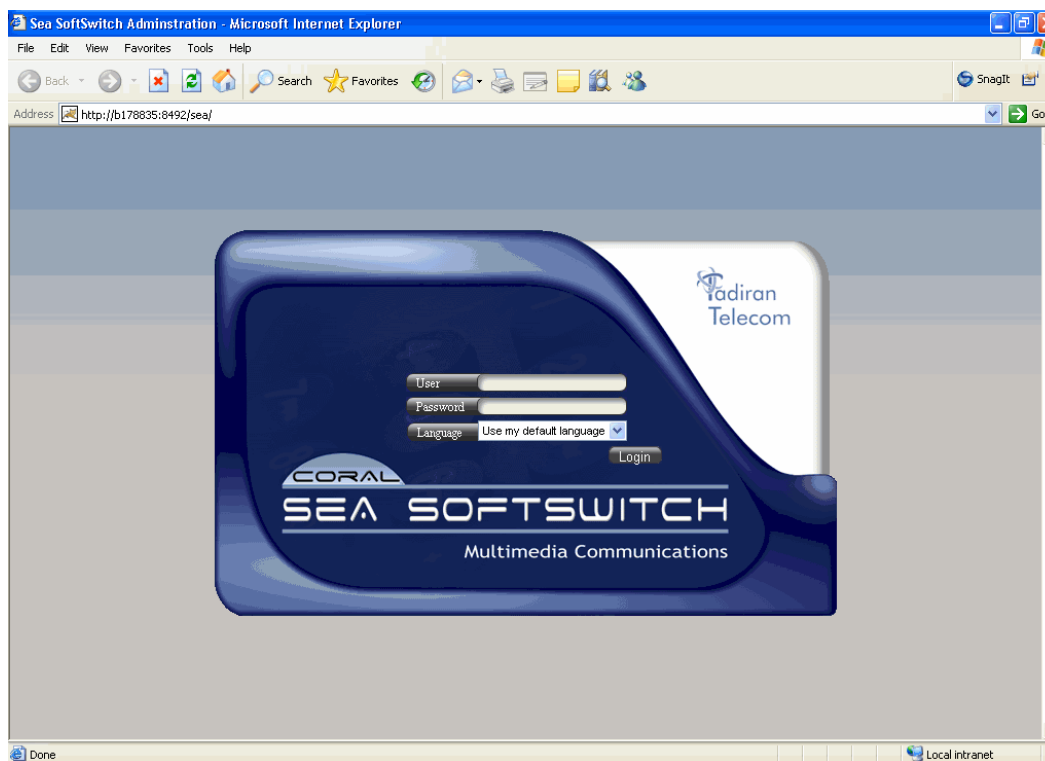 Sea SoftSwitch Adminstration - Microsoft Internet Explorer
File Edit View Favorites Tools Help
Back Search Favorites SnagIt
Address http://b178835:8492/sea/ Go
Tadiran
Telecom
User
Password
Language Use my default language
Login
CORAL
SEA SOFTSWITCH
Multimedia Communications
Done Local intranet